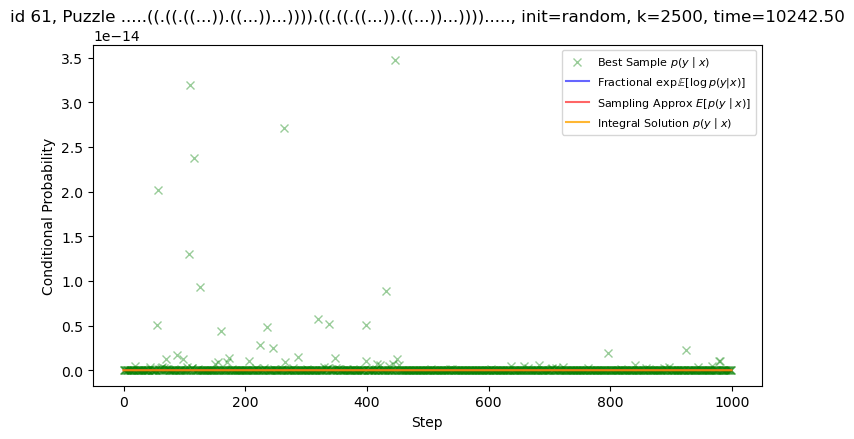 id 61, Puzzle .....((.((.((...)).((...))...)))).((.((.((...)).((...))...))))....., init=random, k=2500, time=10242.50
1e−14
3.5
3.0
2.5
2.0
1.5
1.0
0.5
0.0
Conditional Probability
Best Sample p(y | x)
Fractional exp𝔼[log p(y|x)]
Sampling Approx E[p(y | x)]
Integral Solution p(y | x)
0 200 400 600 800 1000
Step